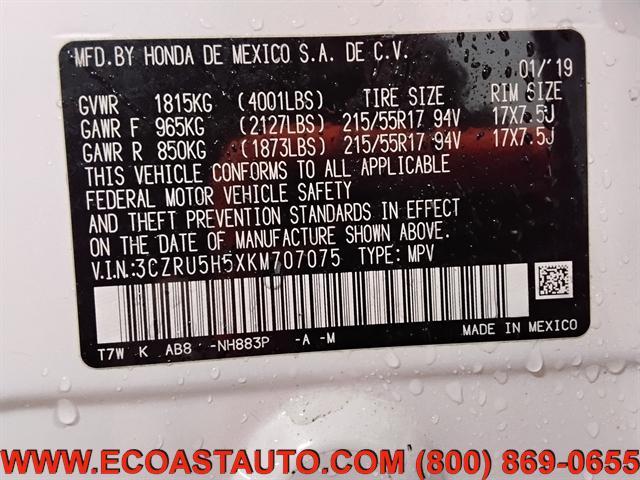 MFD.BY HONDA DE MEXICO S.A. DE C.V.
01/'19
GVWR 1815KG (4001LBS) TIRE SIZE RIM SIZE
GAWR F 965KG (2127LBS) 215/55R17 94V 17X7.5J
GAWR R 850KG (1873LBS) 215/55R17 94V 17X7.5J
THIS VEHICLE CONFORMS TO ALL APPLICABLE
FEDERAL MOTOR VEHICLE SAFETY
AND THEFT PREVENTION STANDARDS IN EFFECT
ON THE DATE OF MANUFACTURE SHOWN ABOVE.
V.I.N:3CZRU5H5XKM707075 TYPE: MPV
T7W K AB8 -NH883P -A -M MADE IN MEXICO
WWW.ECOASTAUTO.COM (800) 869-0655